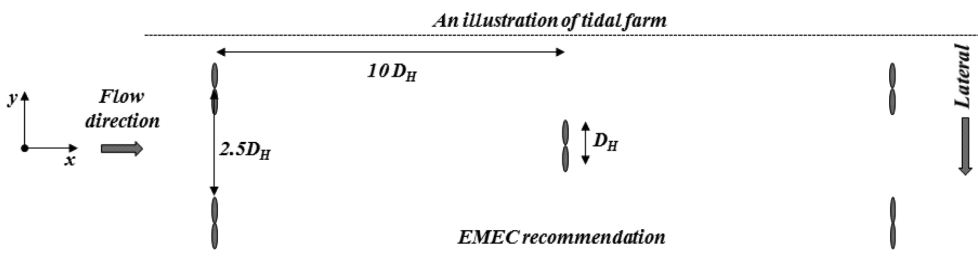 An illustration of tidal farm
10 D_H
Flow
direction
y
x
2.5D_H
D_H
Lateral
EMEC recommendation